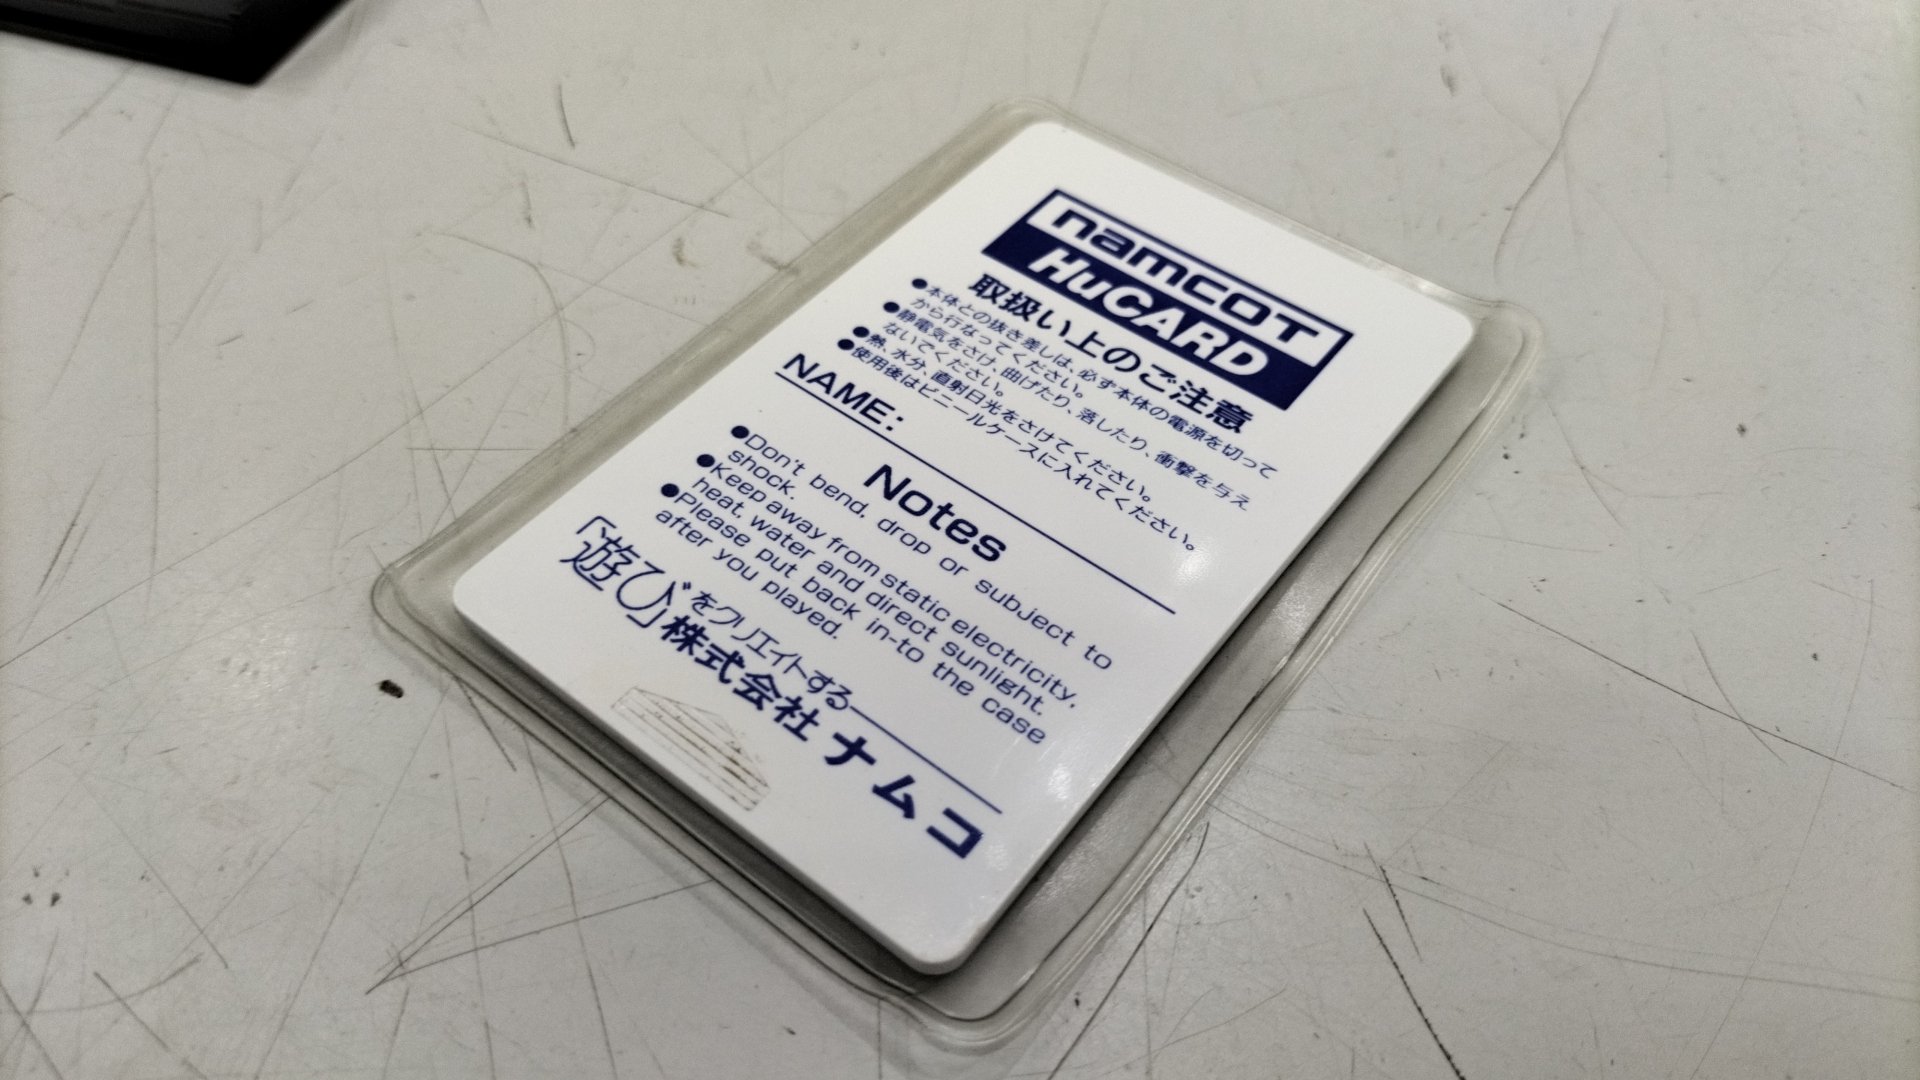 namcot
HuCARD
取扱い上のご注意
●本体との抜き差しは、必ず本体の電源を切って
から行なってください。
●静電気をさけ、曲げたり、落したり、衝撃を与え
ないでください。
●熱、水分、直射日光をさけてください。
●使用後はビニールケースに入れてください。
NAME:
Notes
●Don't bend, drop or subject to
shock.
●Keep away from static electricity,
heat, water and direct sunlight.
●Please put back in-to the case
after you played.
「遊び」をクリエイトする
株式会社ナムコ